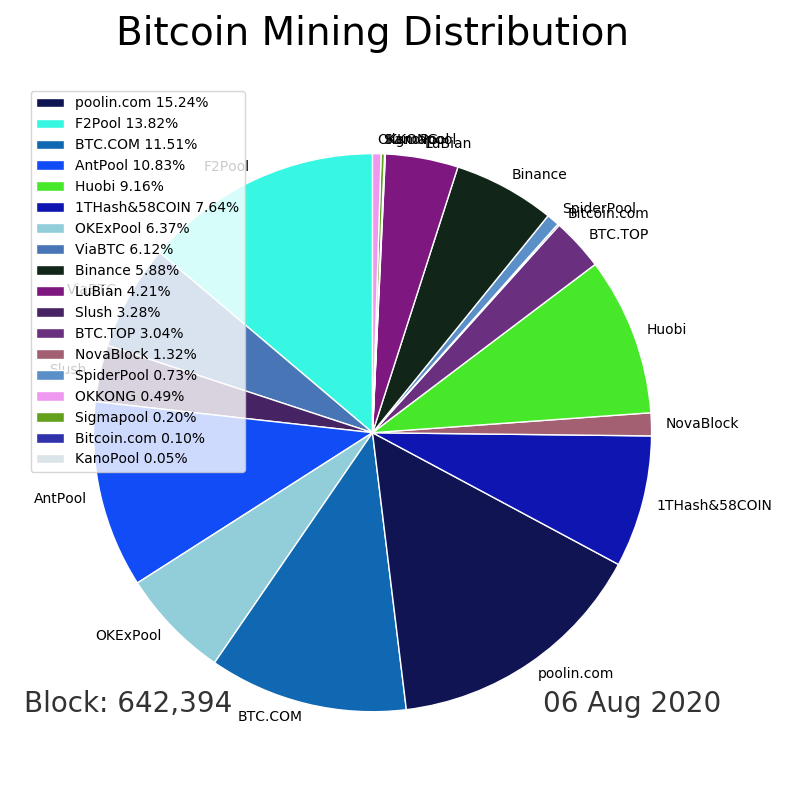 Bitcoin Mining Distribution
poolin.com 15.24%
F2Pool 13.82%
BTC.COM 11.51%
AntPool 10.83%
Huobi 9.16%
1THash&58COIN 7.64%
OKExPool 6.37%
ViaBTC 6.12%
Binance 5.88%
LuBian 4.21%
Slush 3.28%
BTC.TOP 3.04%
NovaBlock 1.32%
SpiderPool 0.73%
OKKONG 0.49%
Sigmapool 0.20%
Bitcoin.com 0.10%
KanoPool 0.05%
F2Pool
LuBian
Binance
SpiderPool
Bitcoin.com
BTC.TOP
Huobi
NovaBlock
1THash&58COIN
poolin.com
BTC.COM
OKExPool
AntPool
Slush
Block: 642,394
06 Aug 2020